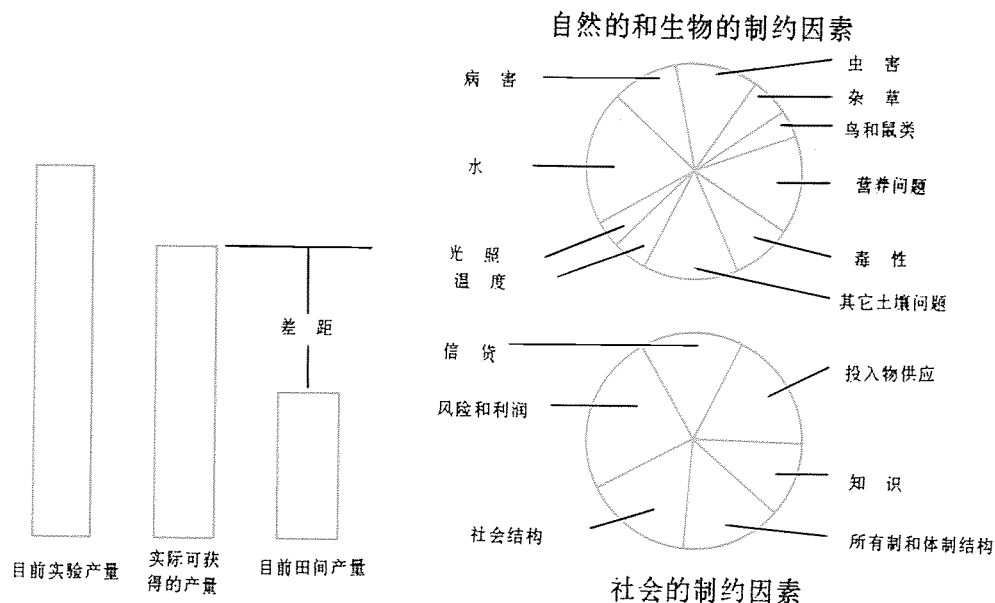 自然的和生物的制约因素
病 害
虫 害
杂 草
鸟和鼠类
水
营养问题
光 照
温 度
毒 性
其它土壤问题
差 距
信 贷
投入物供应
风险和利润
知 识
社会结构
所有制和体制结构
目前实验产量
实际可获
得的产量
目前田间产量
社会的制约因素